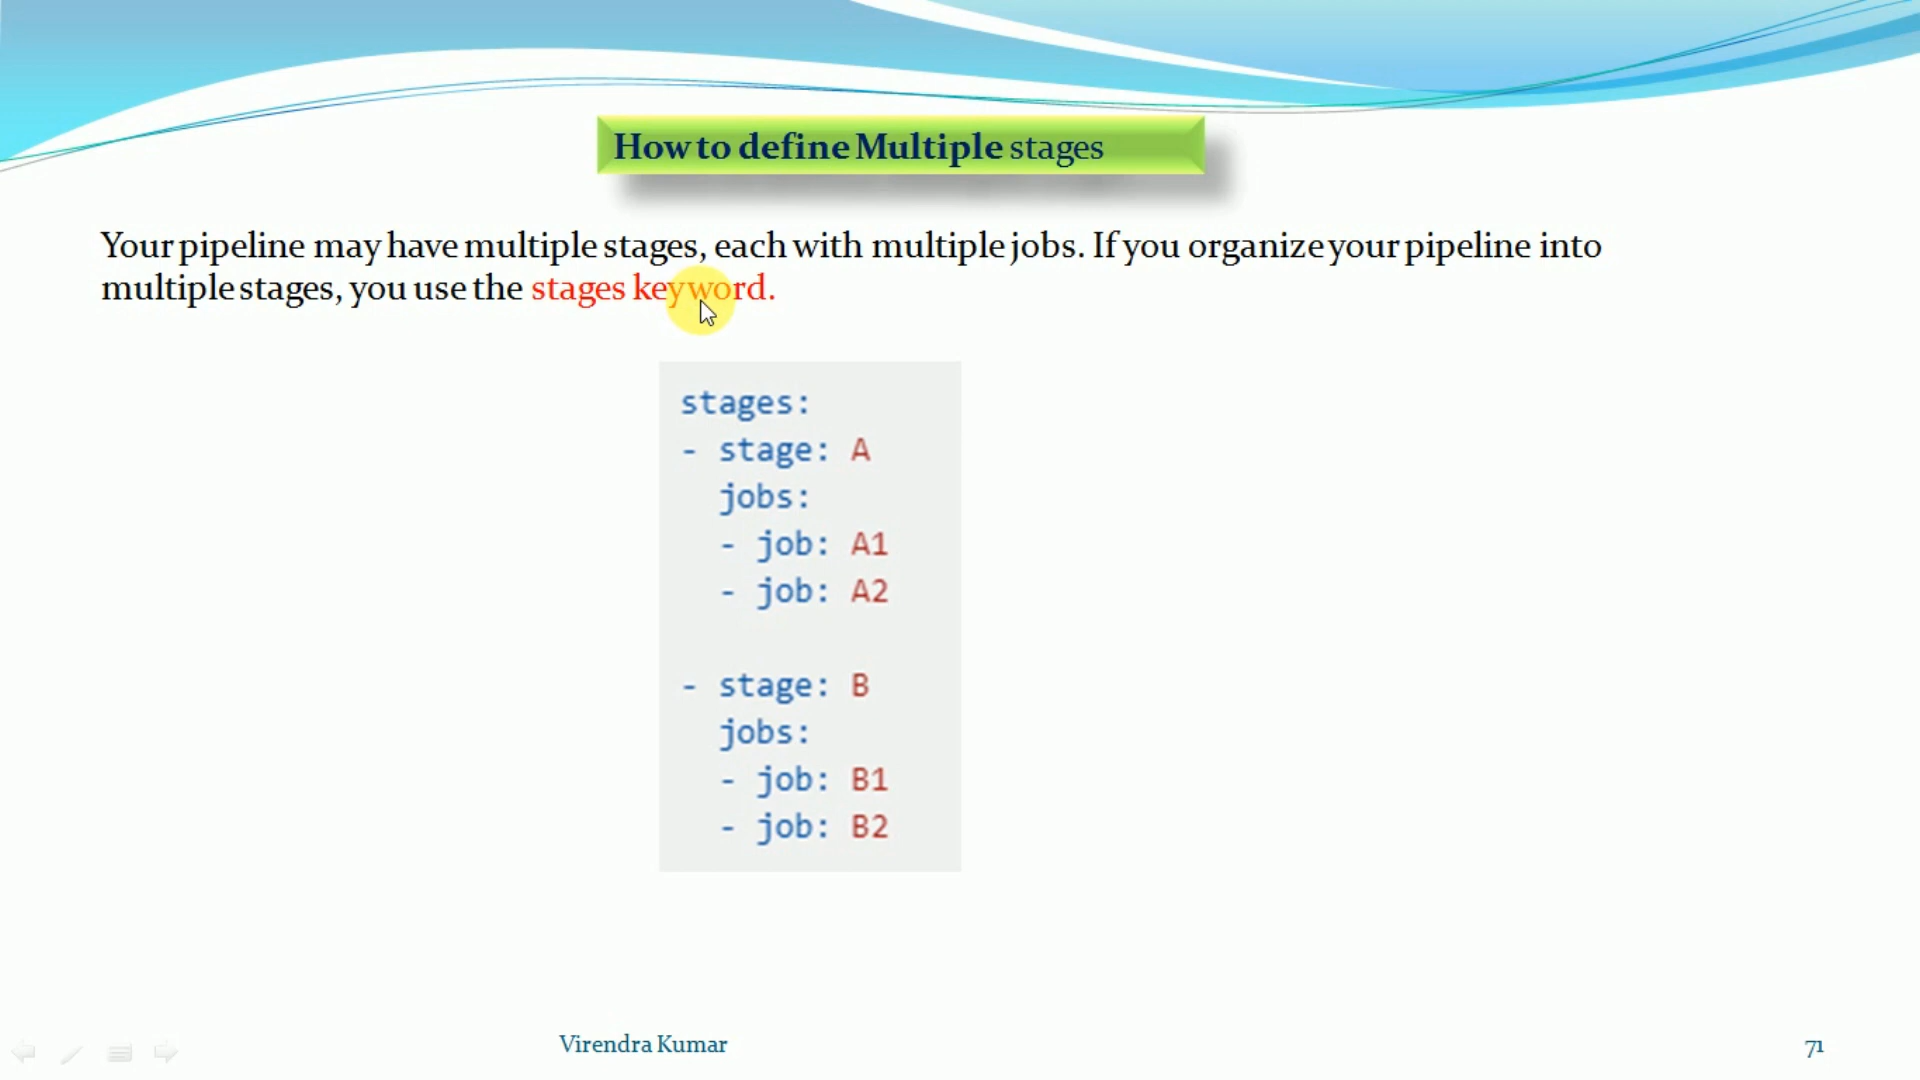 How to define Multiple stages
Your pipeline may have multiple stages, each with multiple jobs. If you organize your pipeline into
multiple stages, you use the stages keyword.
stages:
- stage: A
  jobs:
  - job: A1
  - job: A2
- stage: B
  jobs:
  - job: B1
  - job: B2
Virendra Kumar
71